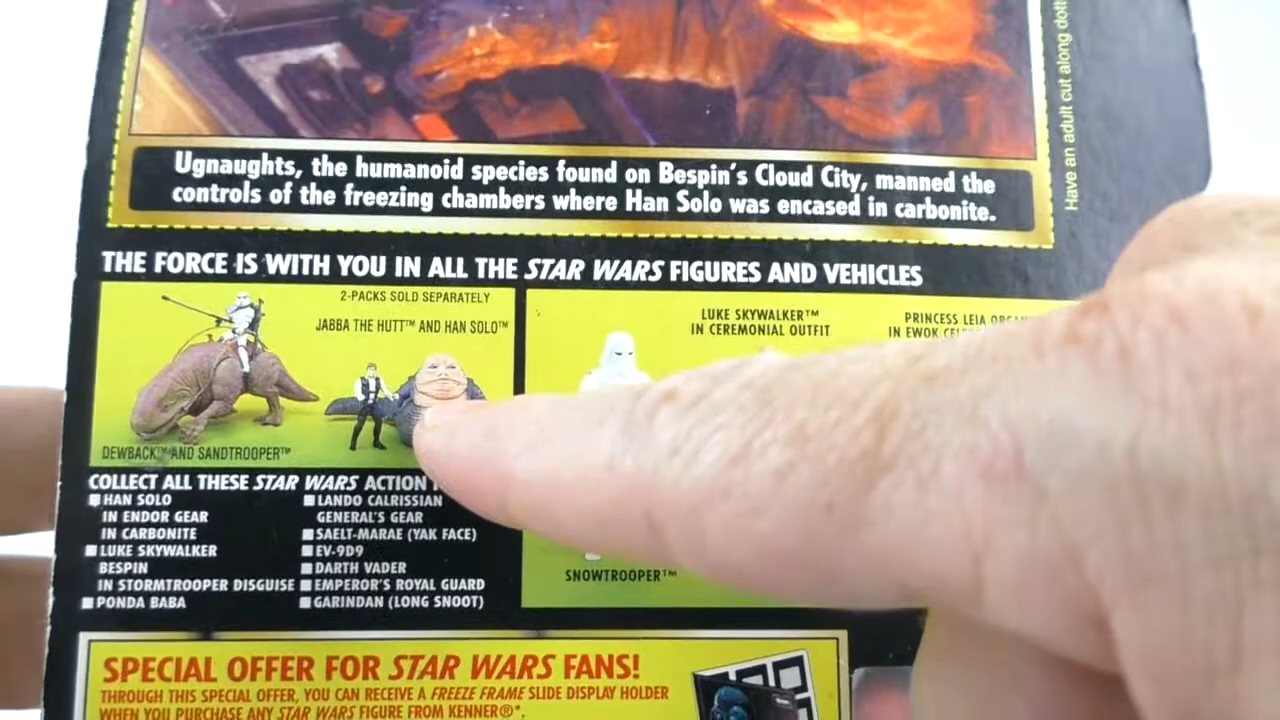 Have an adult cut along
Ugnaughts, the humanoid species found on Bespin's Cloud City, manned the
controls of the freezing chambers where Han Solo was encased in carbonite.
THE FORCE IS WITH YOU IN ALL THE STAR WARS FIGURES AND VEHICLES
2-PACKS SOLD SEPARATELY
JABBA THE HUTT™ AND HAN SOLO™
DEWBACK™ AND SANDTROOPER™
LUKE SKYWALKER™
IN CEREMONIAL OUTFIT
PRINCESS LEIA
IN EWOK
SNOWTROOPER™
COLLECT ALL THESE STAR WARS ACTION
HAN SOLO
IN ENDOR GEAR
IN CARBONITE
LUKE SKYWALKER
BESPIN
IN STORMTROOPER DISGUISE
PONDA BABA
LANDO CALRISSIAN
GENERAL'S GEAR
SAELT-MARAE (YAK FACE)
EV-9D9
DARTH VADER
EMPEROR'S ROYAL GUARD
GARINDAN (LONG SNOOT)
SPECIAL OFFER FOR STAR WARS FANS!
THROUGH THIS SPECIAL OFFER, YOU CAN RECEIVE A FREEZE FRAME SLIDE DISPLAY HOLDER
WHEN YOU PURCHASE ANY STAR WARS FIGURE FROM KENNER®*.